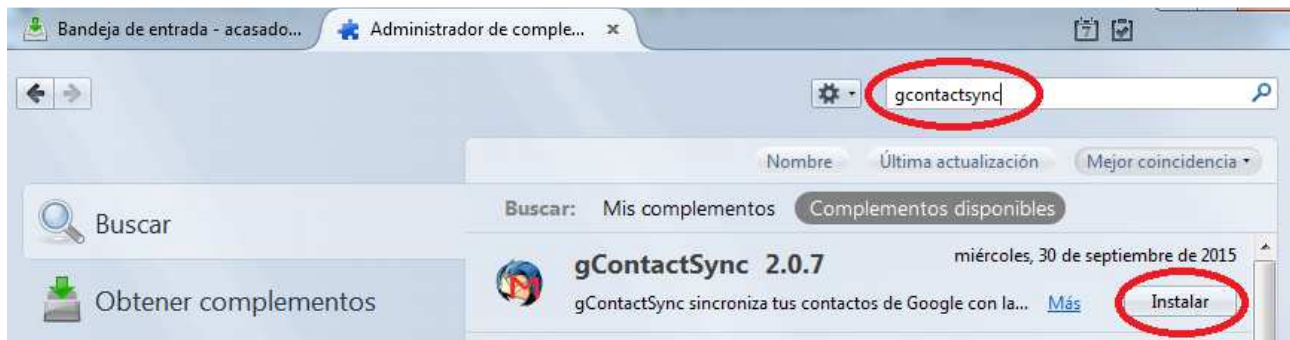 Bandeja de entrada - acasado...
Administrador de comple...
7
gcontactsync
Nombre
Última actualización
Mejor coincidencia
Buscar
Buscar: Mis complementos Complementos disponibles
gContactSync 2.0.7
miércoles, 30 de septiembre de 2015
gContactSync sincroniza tus contactos de Google con la... Más
Instalar
Obtener complementos